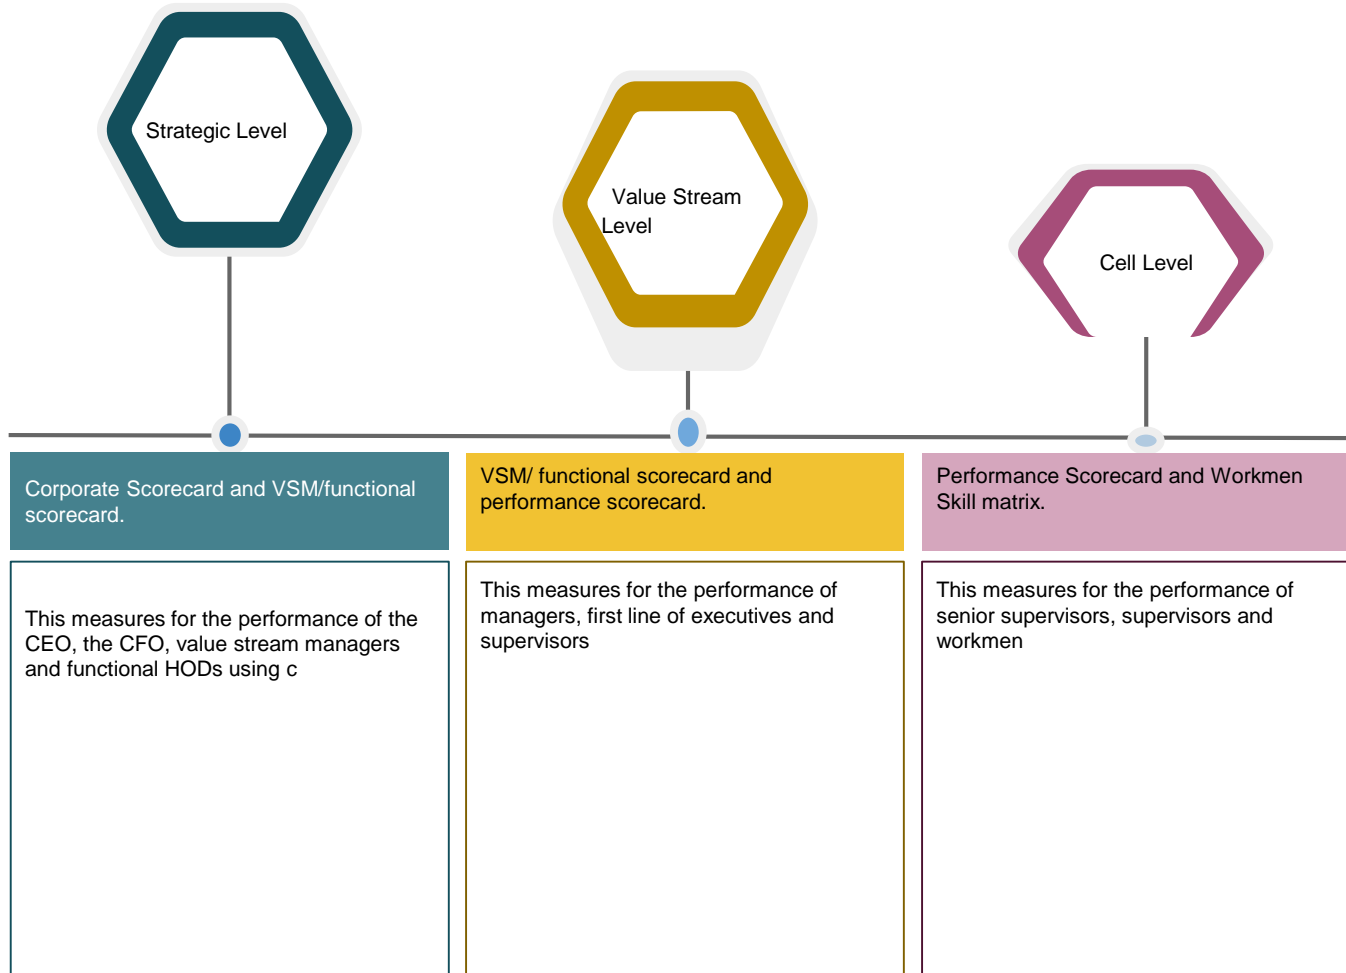 Strategic Level
Value Stream
Level
Cell Level
Corporate Scorecard and VSM/functional
scorecard.
VSM/ functional scorecard and
performance scorecard.
Performance Scorecard and Workmen
Skill matrix.
This measures for the performance of the
CEO, the CFO, value stream managers
and functional HODs using c
This measures for the performance of
managers, first line of executives and
supervisors
This measures for the performance of
senior supervisors, supervisors and
workmen